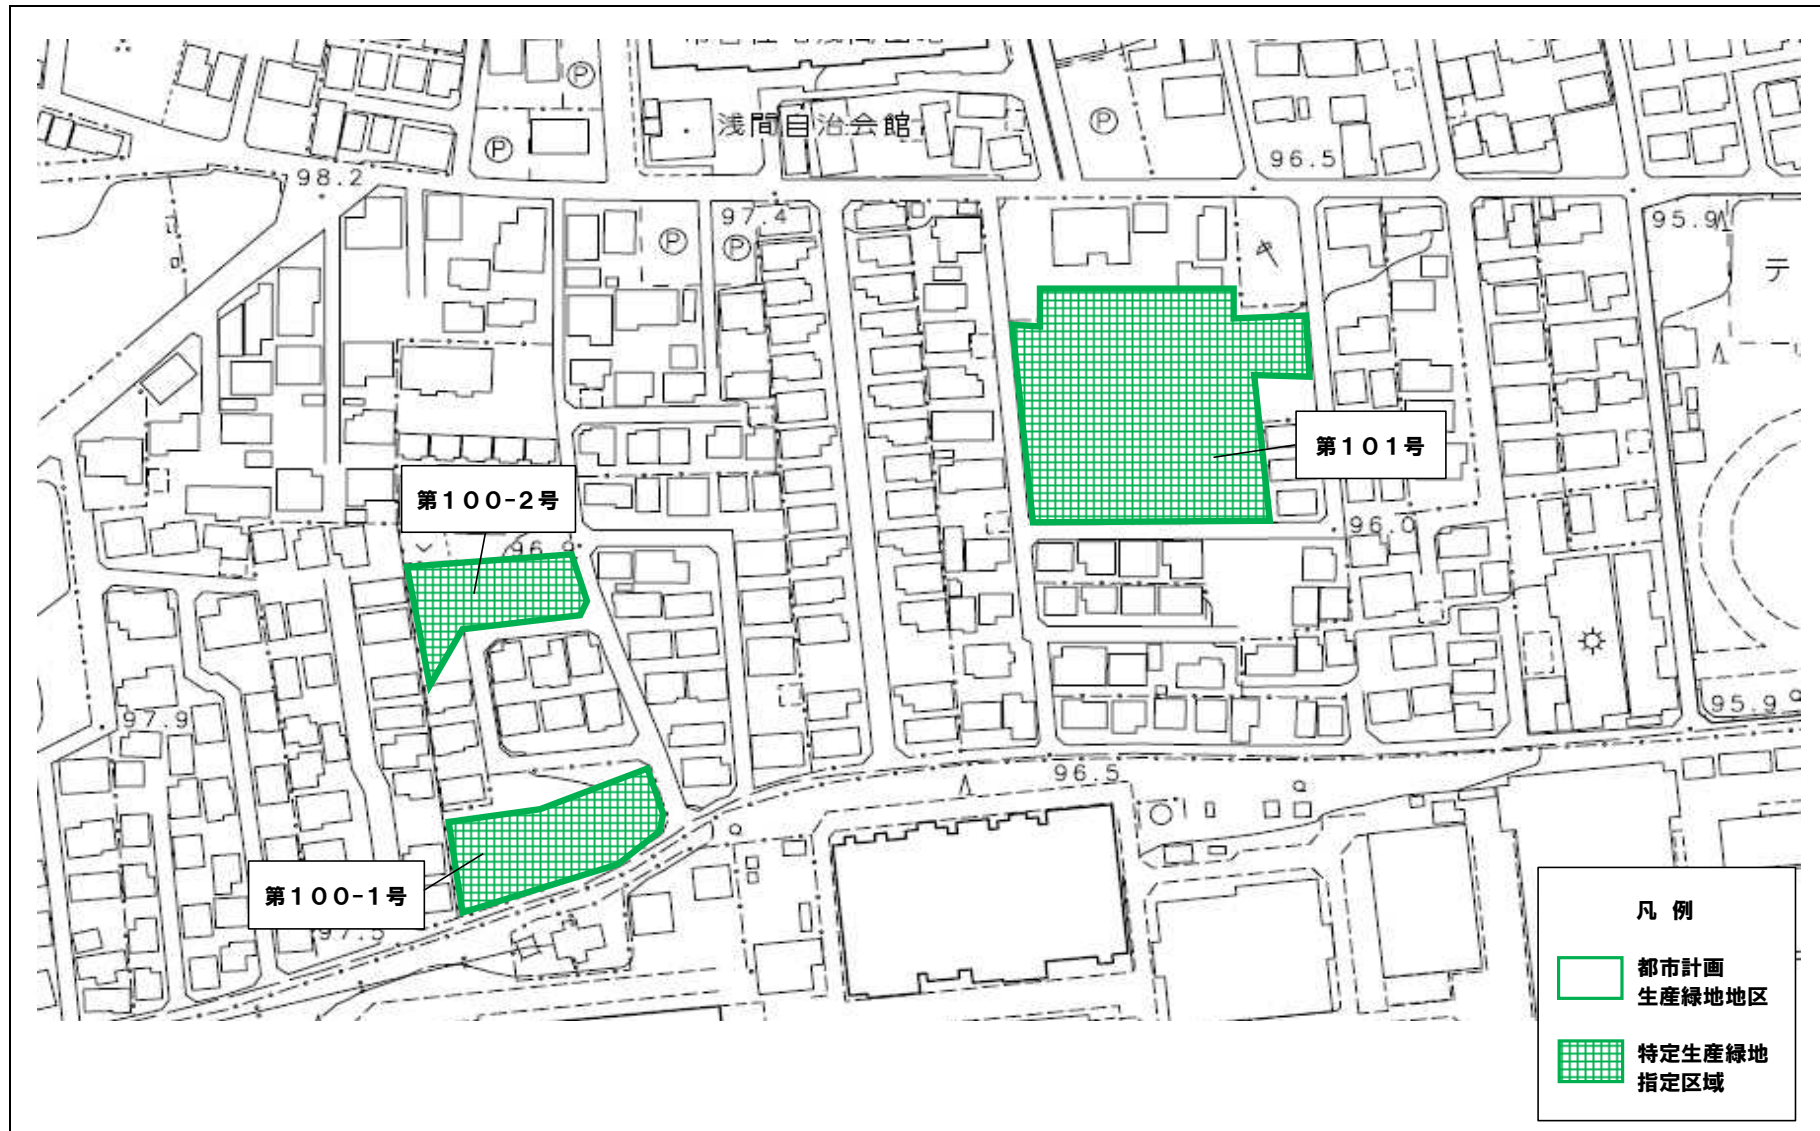 浅間自治会館
Ⓟ
Ⓟ
Ⓟ
96.5
98.2
97.4
Ⓟ
Ⓟ
95.9
テ
第101号
第100-2号
96.9
96.0
97.9
95.9
96.5
第100-1号
97.5
凡 例
都市計画
生産緑地地区
特定生産緑地
指定区域